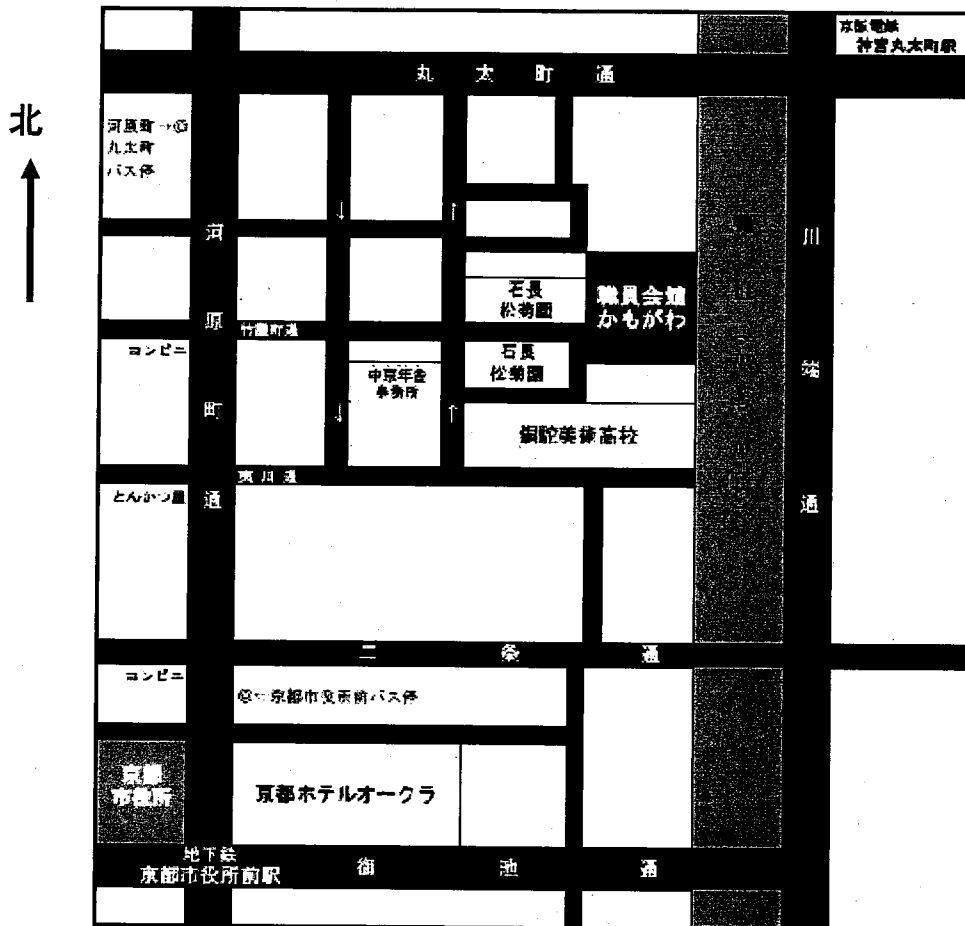 京阪電鉄
神宮丸太町駅
丸太町通
北
↑
河原町→◎
丸太町
バス停
↓
↑
河原町通
川端通
石長
松菊園
職員会館
かもがわ
竹屋町通
コンビニ
石長
松菊園
中京年金
事務所
↓
↑
銅駝美術高校
夷川通
とんかつ屋
二条通
コンビニ
◎←京都市役所前バス停
京都
市役所
京都ホテルオークラ
地下鉄
京都市役所前駅
御池通